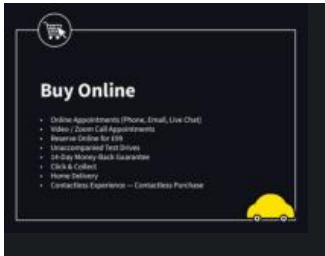 Buy Online
• Online Appointments (Phone, Email, Live Chat)
• Video / Zoom Call Appointments
• Reserve Online for £99
• Unaccompanied Test Drives
• 14-Day Money-Back Guarantee
• Click & Collect
• Home Delivery
• Contactless Experience — Contactless Purchase